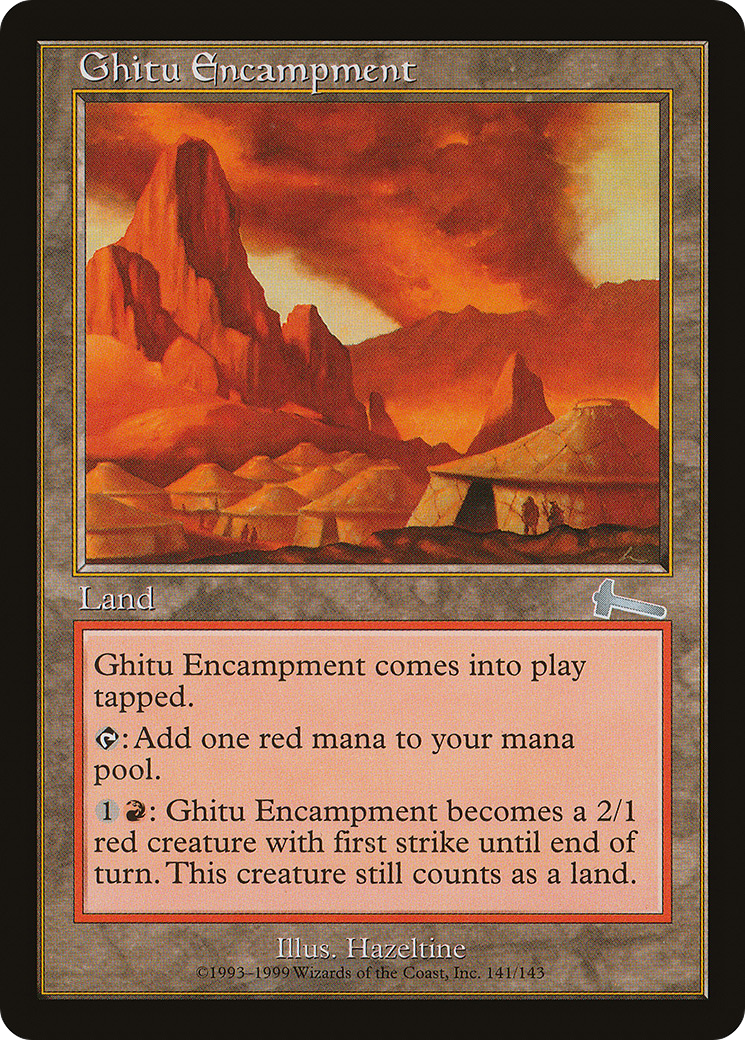 Ghitu Encampment
Land
Ghitu Encampment comes into play
tapped.
: Add one red mana to your mana
pool.
1 : Ghitu Encampment becomes a 2/1
red creature with first strike until end of
turn. This creature still counts as a land.
Illus. Hazeltine
©1993–1999 Wizards of the Coast, Inc. 141/143